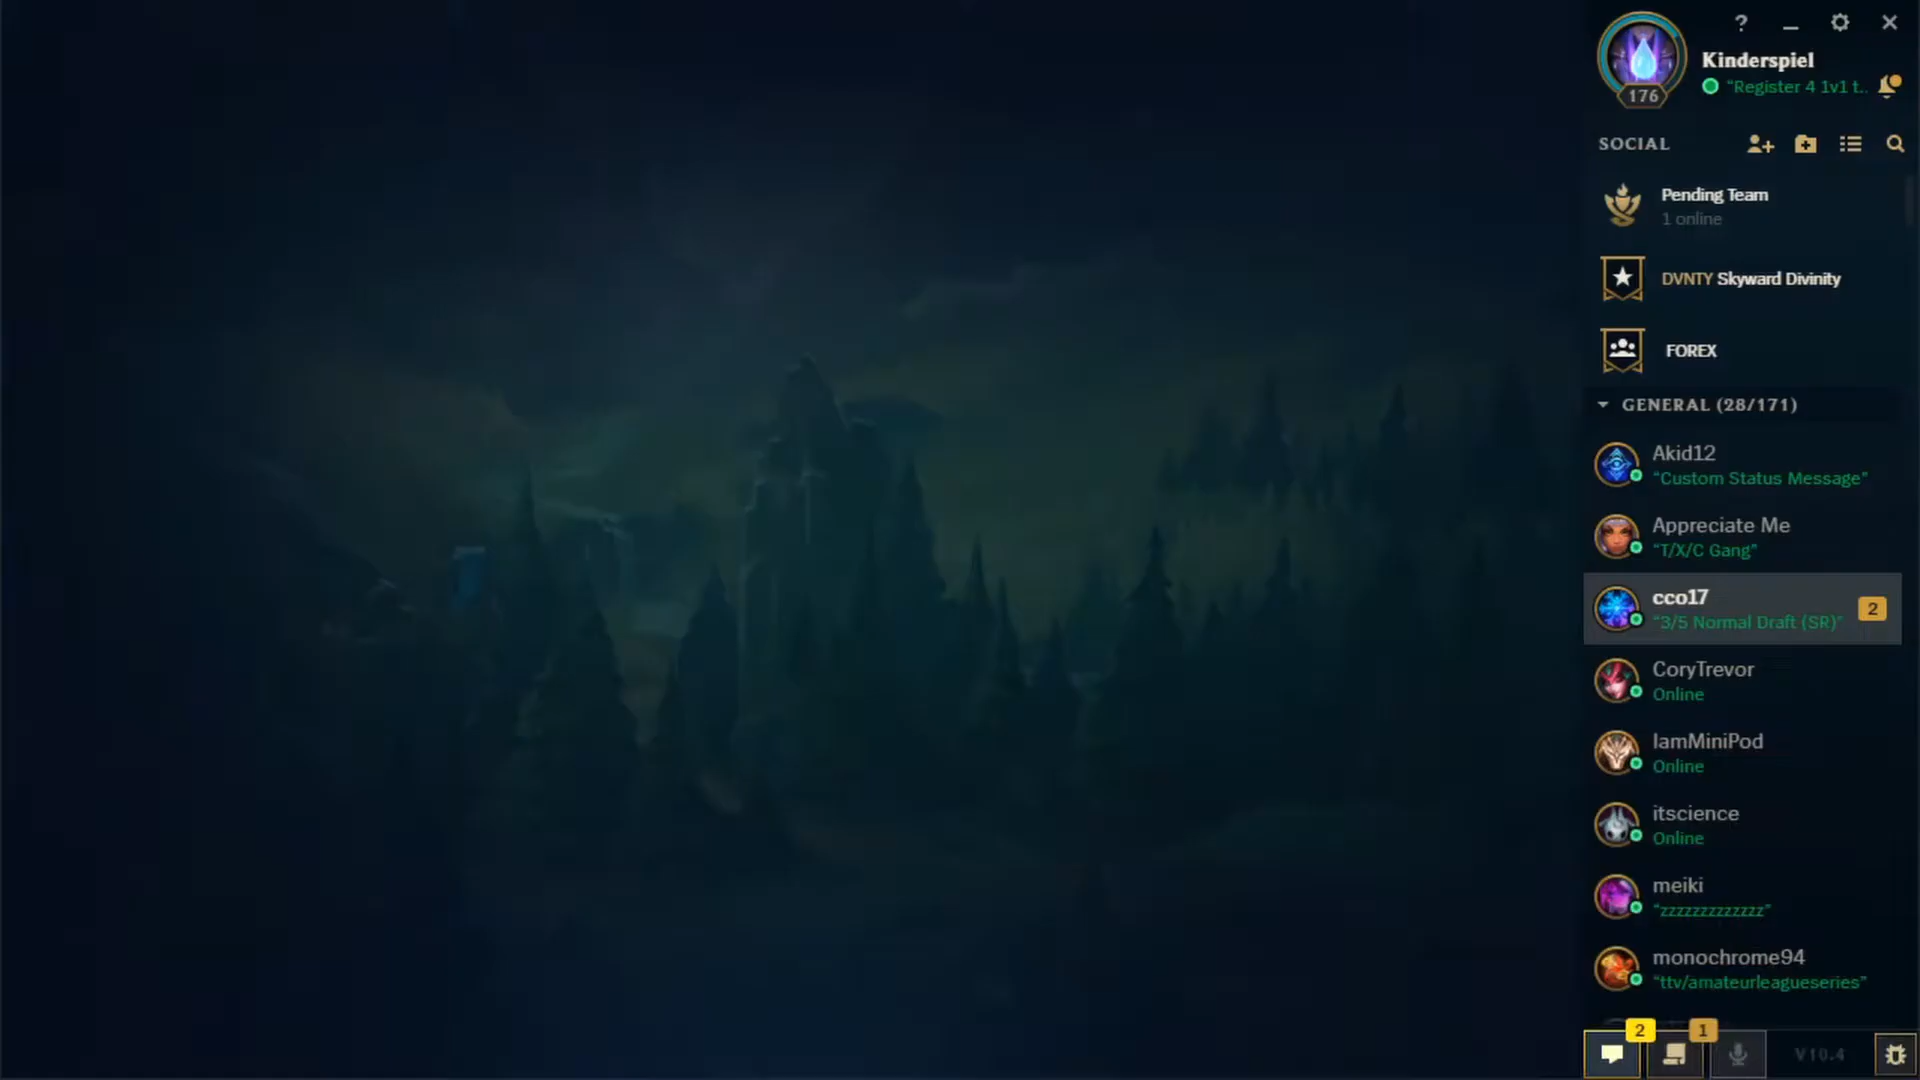 ?
Kinderspiel
"Register 4 1v1 t..
176
SOCIAL
Pending Team
1 online
DVNTY Skyward Divinity
FOREX
GENERAL (28/171)
Akid12
"Custom Status Message"
Appreciate Me
"T/X/C Gang"
cco17
"3/5 Normal Draft (SR)"
2
CoryTrevor
Online
IamMiniPod
Online
itscience
Online
meiki
"zzzzzzzzzzzzz"
monochrome94
"ttv/amateurleagueseries"
2
1
V10.4